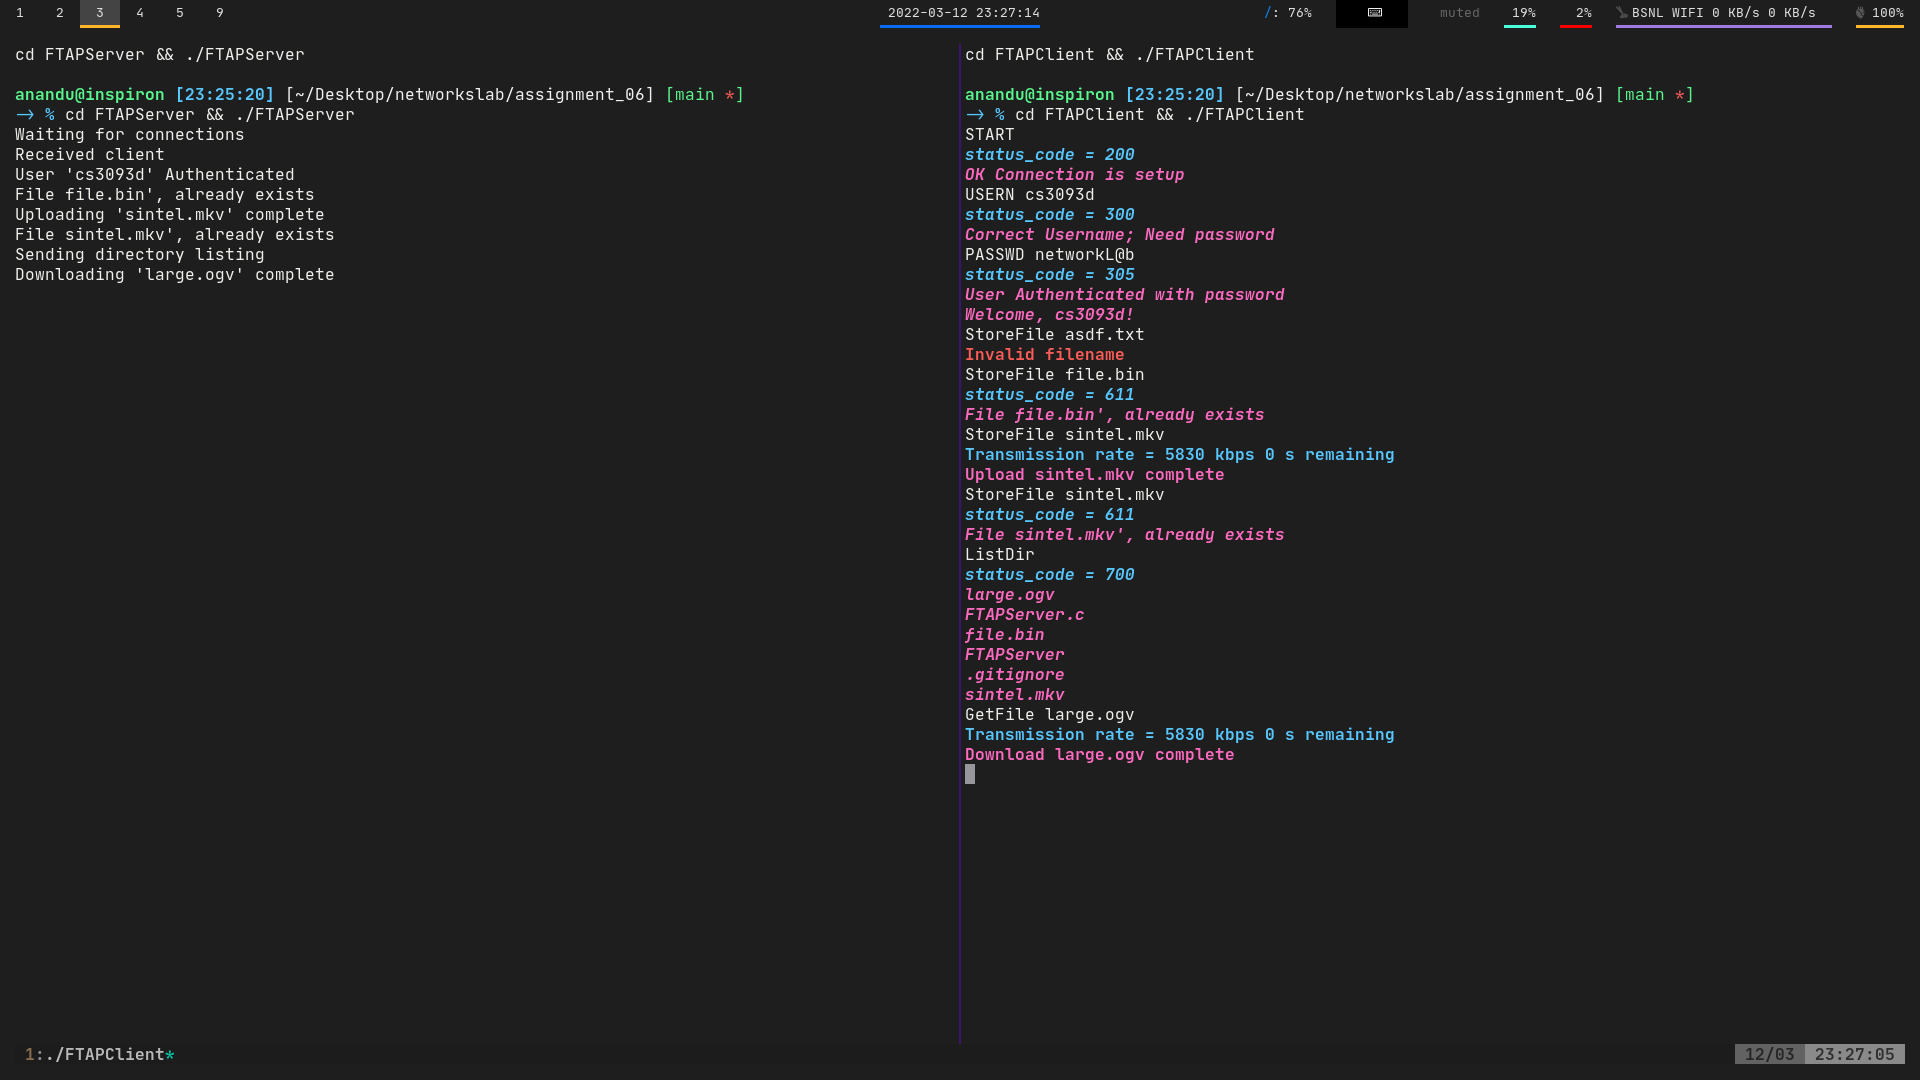 1 2 3 4 5 9 2022-03-12 23:27:14 /: 76% muted 19% 2% BSNL WIFI 0 KB/s 0 KB/s 100%
cd FTAPServer && ./FTAPServer
anandu@inspiron [23:25:20] [~/Desktop/networkslab/assignment_06] [main *]
—> % cd FTAPServer && ./FTAPServer
Waiting for connections
Received client
User 'cs3093d' Authenticated
File file.bin', already exists
Uploading 'sintel.mkv' complete
File sintel.mkv', already exists
Sending directory listing
Downloading 'large.ogv' complete
cd FTAPClient && ./FTAPClient
anandu@inspiron [23:25:20] [~/Desktop/networkslab/assignment_06] [main *]
—> % cd FTAPClient && ./FTAPClient
START
status_code = 200
OK Connection is setup
USERN cs3093d
status_code = 300
Correct Username; Need password
PASSWD networkL@b
status_code = 305
User Authenticated with password
Welcome, cs3093d!
StoreFile asdf.txt
Invalid filename
StoreFile file.bin
status_code = 611
File file.bin', already exists
StoreFile sintel.mkv
Transmission rate = 5830 kbps 0 s remaining
Upload sintel.mkv complete
StoreFile sintel.mkv
status_code = 611
File sintel.mkv', already exists
ListDir
status_code = 700
large.ogv
FTAPServer.c
file.bin
FTAPServer
.gitignore
sintel.mkv
GetFile large.ogv
Transmission rate = 5830 kbps 0 s remaining
Download large.ogv complete
1:./FTAPClient* 12/03 23:27:05